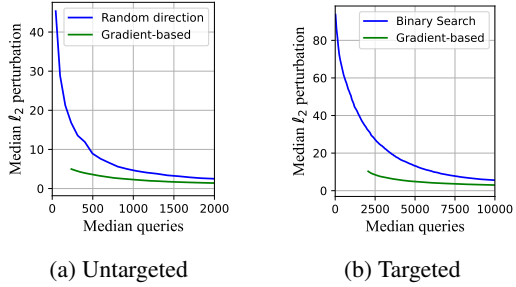 Random direction
Gradient-based
40
30
20
10
0
Median ℓ2 perturbation
0 500 1000 1500 2000
Median queries
(a) Untargeted
Binary Search
Gradient-based
80
60
40
20
0
Median ℓ2 perturbation
0 2500 5000 7500 10000
Median queries
(b) Targeted